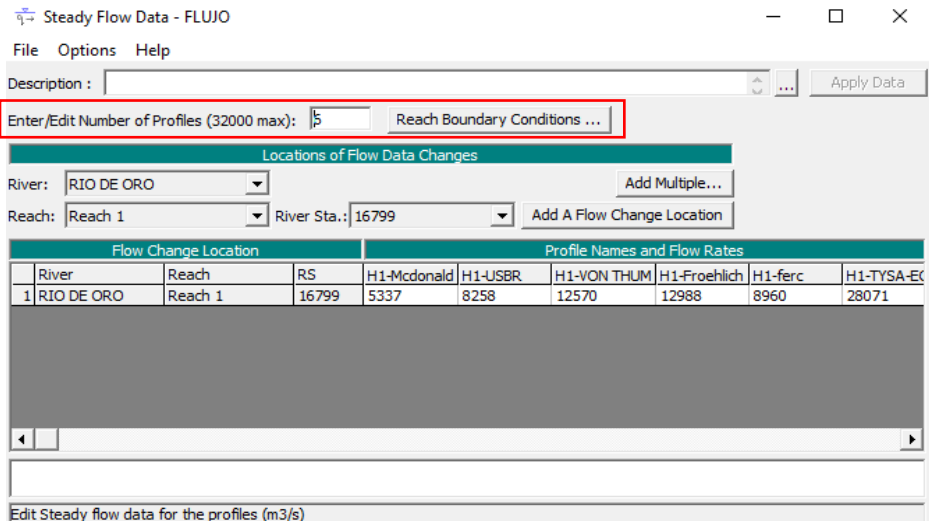 Steady Flow Data - FLUJO
File Options Help
Description : ... Apply Data
Enter/Edit Number of Profiles (32000 max): 5 Reach Boundary Conditions ...
Locations of Flow Data Changes
River: RIO DE ORO Add Multiple...
Reach: Reach 1 River Sta.: 16799 Add A Flow Change Location
Flow Change Location Profile Names and Flow Rates
River Reach RS H1-Mcdonald H1-USBR H1-VON THUM H1-Froehlich H1-ferc H1-TYSA-EC
1 RIO DE ORO Reach 1 16799 5337 8258 12570 12988 8960 28071
Edit Steady flow data for the profiles (m3/s)